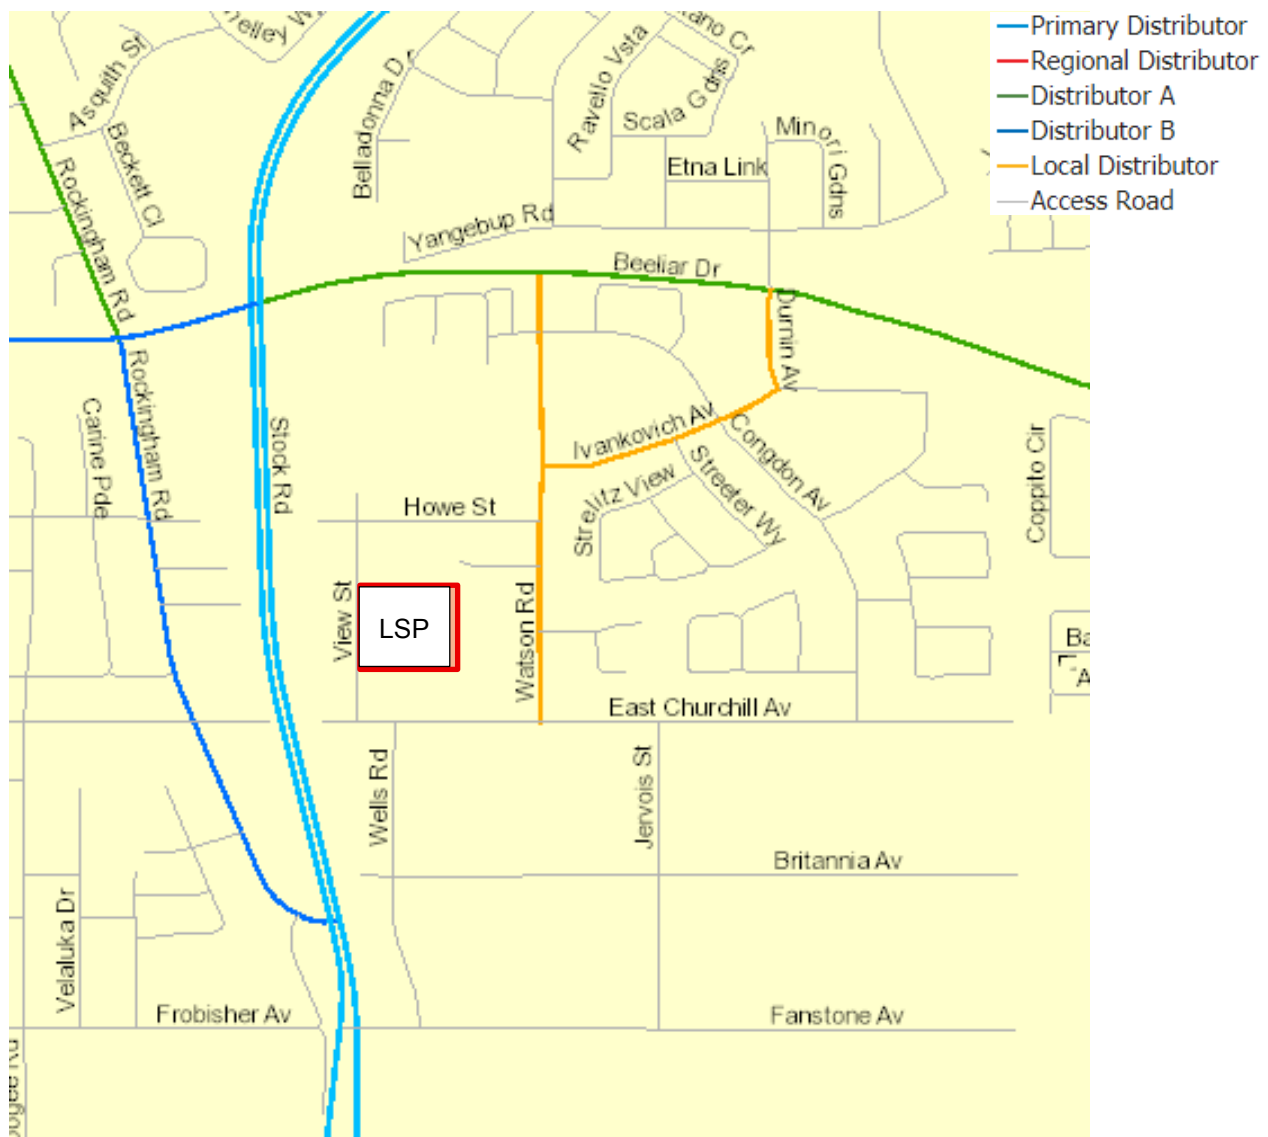 Primary Distributor
Regional Distributor
Distributor A
Distributor B
Local Distributor
Access Road
Asquith St
Beckett Cl
Belladonna Dr
Ravello Vsta
Scala Gdns
Minori Gdns
Etna Link
Yangebup Rd
Rockingham Rd
Beeliar Dr
Durnin Av
Rockingham Rd
Carine Pde
Stock Rd
Ivankovich Av
Congdon Av
Streeter Wy
Strelitz View
Coppito Cir
Howe St
View St
LSP
Watson Rd
East Churchill Av
Wells Rd
Jervois St
Britannia Av
Velaluka Dr
Frobisher Av
Fanstone Av